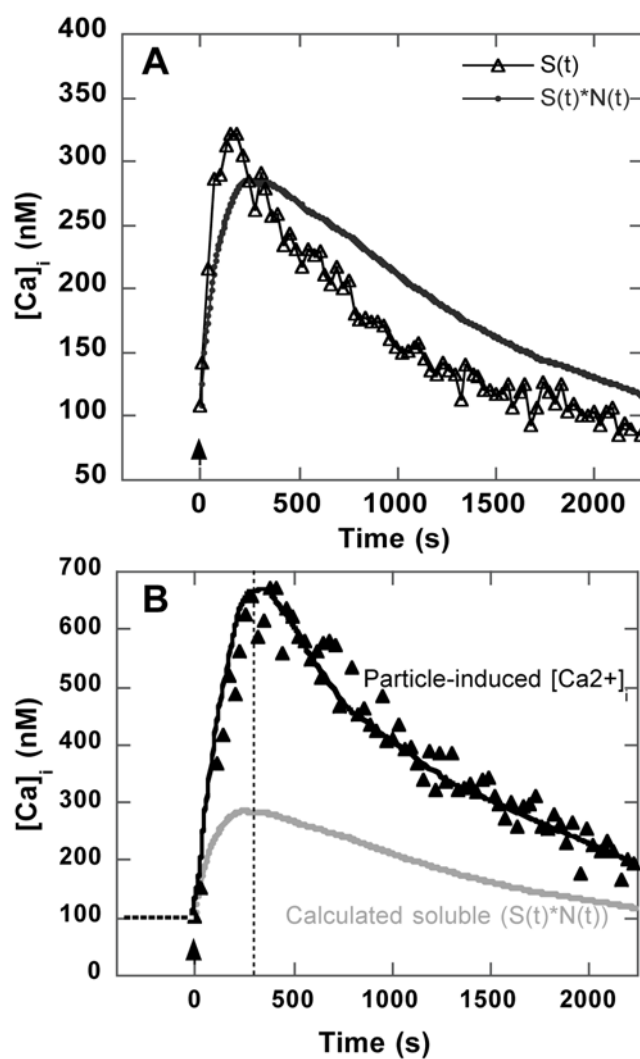 A
S(t)
S(t)*N(t)
400
350
300
250
200
150
100
50
[Ca]i (nM)
0 500 1000 1500 2000
Time (s)
B
Particle-induced [Ca2+]i
Calculated soluble (S(t)*N(t))
700
600
500
400
300
200
100
0
[Ca]i (nM)
0 500 1000 1500 2000
Time (s)